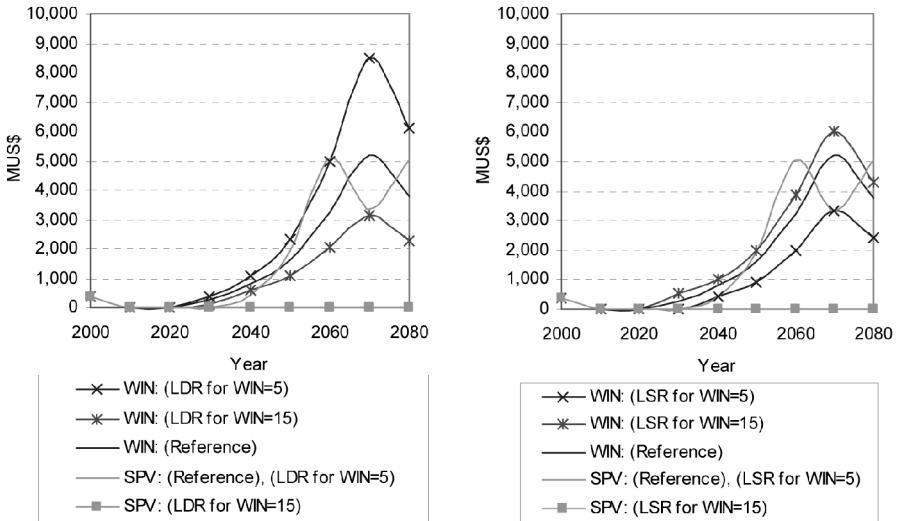 10,000
9,000
8,000
7,000
6,000
5,000
4,000
3,000
2,000
1,000
0
MUS$
2000 2020 2040 2060 2080
Year
WIN: (LDR for WIN=5)
WIN: (LDR for WIN=15)
WIN: (Reference)
SPV: (Reference), (LDR for WIN=5)
SPV: (LDR for WIN=15)
10,000
9,000
8,000
7,000
6,000
5,000
4,000
3,000
2,000
1,000
0
MUS$
2000 2020 2040 2060 2080
Year
WIN: (LSR for WIN=5)
WIN: (LSR for WIN=15)
WIN: (Reference)
SPV: (Reference), (LSR for WIN=5)
SPV: (LSR for WIN=15)